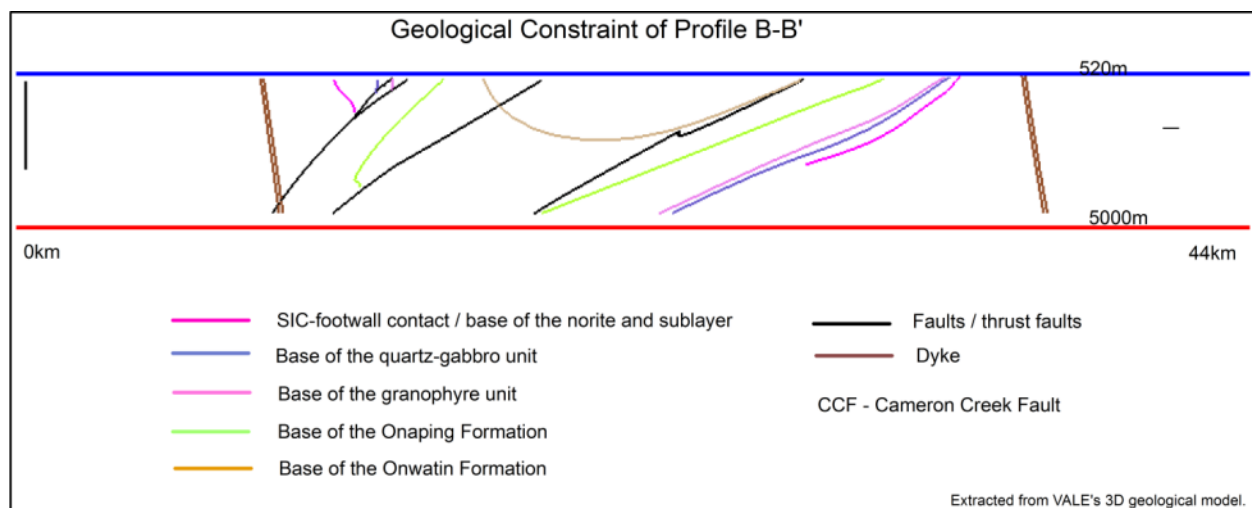 Geological Constraint of Profile B-B'
520m
5000m
0km
44km
SIC-footwall contact / base of the norite and sublayer
Base of the quartz-gabbro unit
Base of the granophyre unit
Base of the Onaping Formation
Base of the Onwatin Formation
Faults / thrust faults
Dyke
CCF - Cameron Creek Fault
Extracted from VALE's 3D geological model.